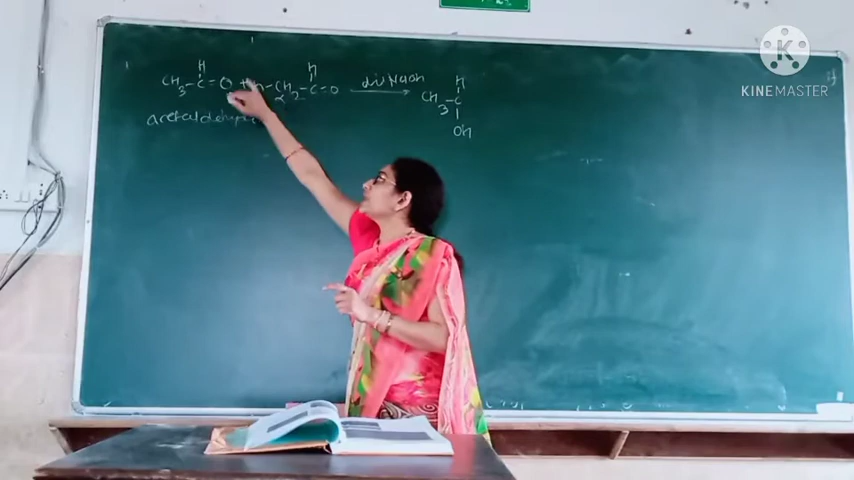 H H H
CH3-C=O + H-CH2-C=O dil NaOH CH3-C
α OH
acetaldehyde
KINEMASTER